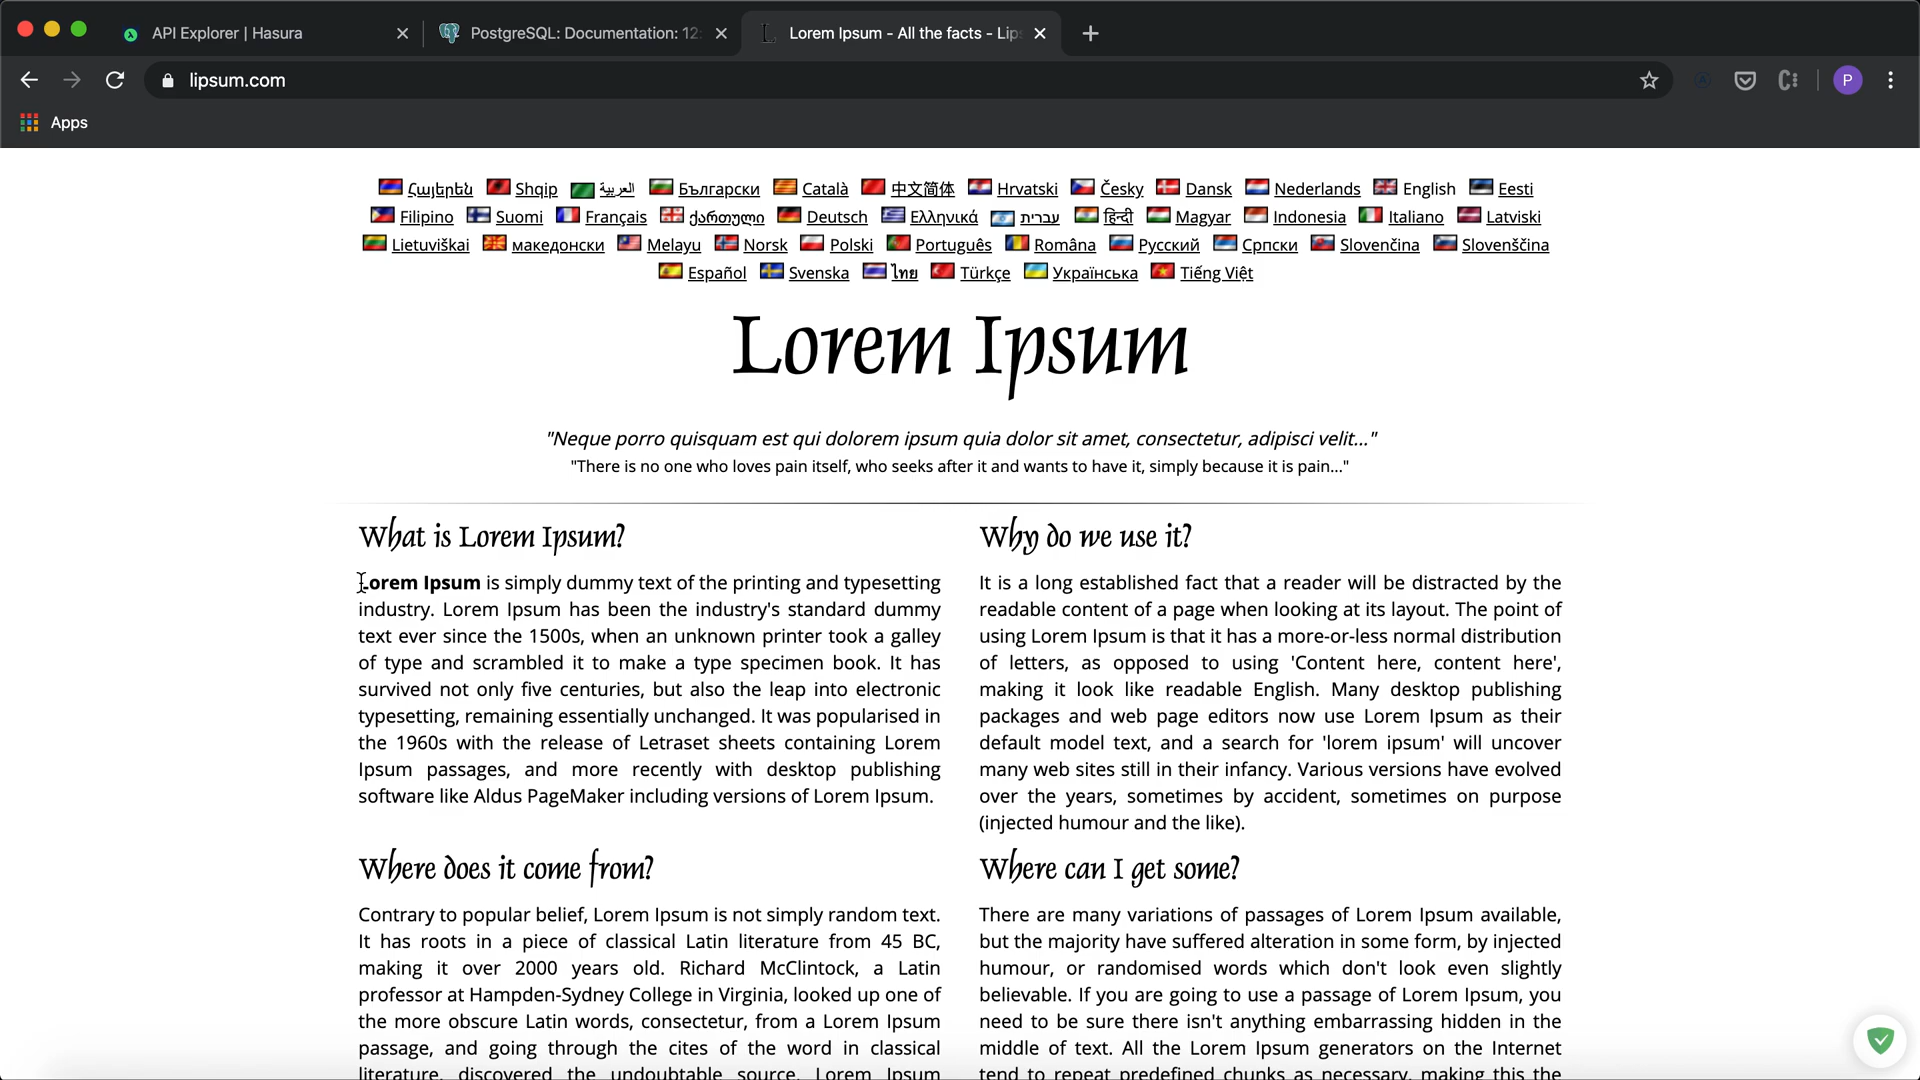 API Explorer | Hasura
PostgreSQL: Documentation: 12:
Lorem Ipsum - All the facts - Lip
lipsum.com
P
Apps
Հայերեն Shqip العربية Български Català 中文简体 Hrvatski Česky Dansk Nederlands English Eesti
Filipino Suomi Français ქართული Deutsch Ελληνικά עברית हिन्दी Magyar Indonesia Italiano Latviski
Lietuviškai македонски Melayu Norsk Polski Português Româna Русский Српски Slovenčina Slovenščina
Español Svenska ไทย Türkçe Українська Tiếng Việt
Lorem Ipsum
"Neque porro quisquam est qui dolorem ipsum quia dolor sit amet, consectetur, adipisci velit..."
"There is no one who loves pain itself, who seeks after it and wants to have it, simply because it is pain..."
What is Lorem Ipsum?
Lorem Ipsum is simply dummy text of the printing and typesetting
industry. Lorem Ipsum has been the industry's standard dummy
text ever since the 1500s, when an unknown printer took a galley
of type and scrambled it to make a type specimen book. It has
survived not only five centuries, but also the leap into electronic
typesetting, remaining essentially unchanged. It was popularised in
the 1960s with the release of Letraset sheets containing Lorem
Ipsum passages, and more recently with desktop publishing
software like Aldus PageMaker including versions of Lorem Ipsum.
Why do we use it?
It is a long established fact that a reader will be distracted by the
readable content of a page when looking at its layout. The point of
using Lorem Ipsum is that it has a more-or-less normal distribution
of letters, as opposed to using 'Content here, content here',
making it look like readable English. Many desktop publishing
packages and web page editors now use Lorem Ipsum as their
default model text, and a search for 'lorem ipsum' will uncover
many web sites still in their infancy. Various versions have evolved
over the years, sometimes by accident, sometimes on purpose
(injected humour and the like).
Where does it come from?
Contrary to popular belief, Lorem Ipsum is not simply random text.
It has roots in a piece of classical Latin literature from 45 BC,
making it over 2000 years old. Richard McClintock, a Latin
professor at Hampden-Sydney College in Virginia, looked up one of
the more obscure Latin words, consectetur, from a Lorem Ipsum
passage, and going through the cites of the word in classical
literature, discovered the undoubtable source. Lorem Ipsum
Where can I get some?
There are many variations of passages of Lorem Ipsum available,
but the majority have suffered alteration in some form, by injected
humour, or randomised words which don't look even slightly
believable. If you are going to use a passage of Lorem Ipsum, you
need to be sure there isn't anything embarrassing hidden in the
middle of text. All the Lorem Ipsum generators on the Internet
tend to repeat predefined chunks as necessary, making this the